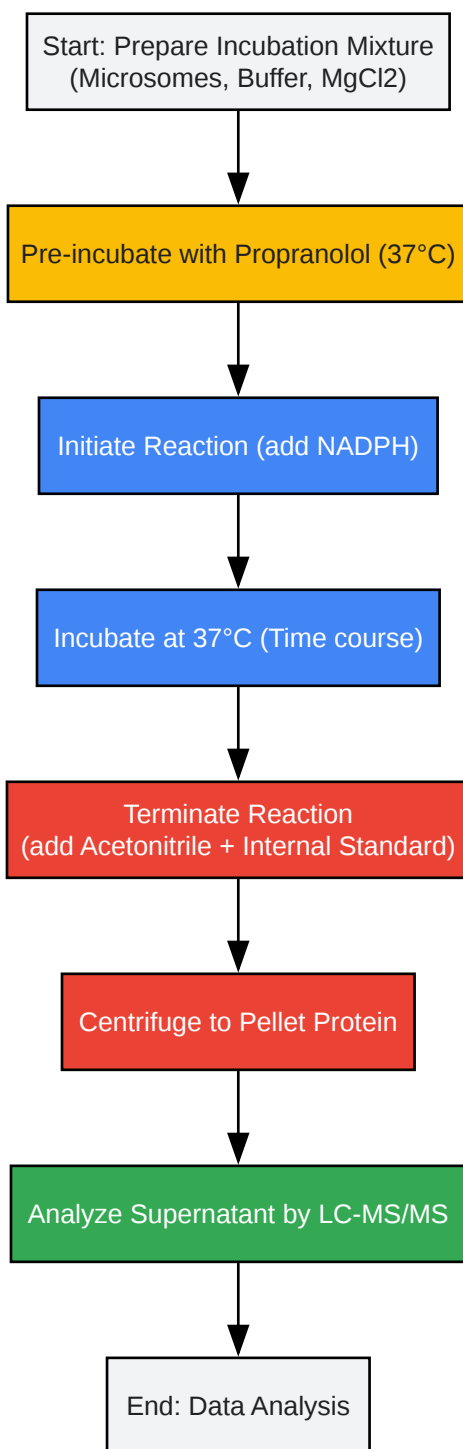 Start: Prepare Incubation Mixture
(Microsomes, Buffer, MgCl2)
Pre-incubate with Propranolol (37°C)
Initiate Reaction (add NADPH)
Incubate at 37°C (Time course)
Terminate Reaction
(add Acetonitrile + Internal Standard)
Centrifuge to Pellet Protein
Analyze Supernatant by LC-MS/MS
End: Data Analysis